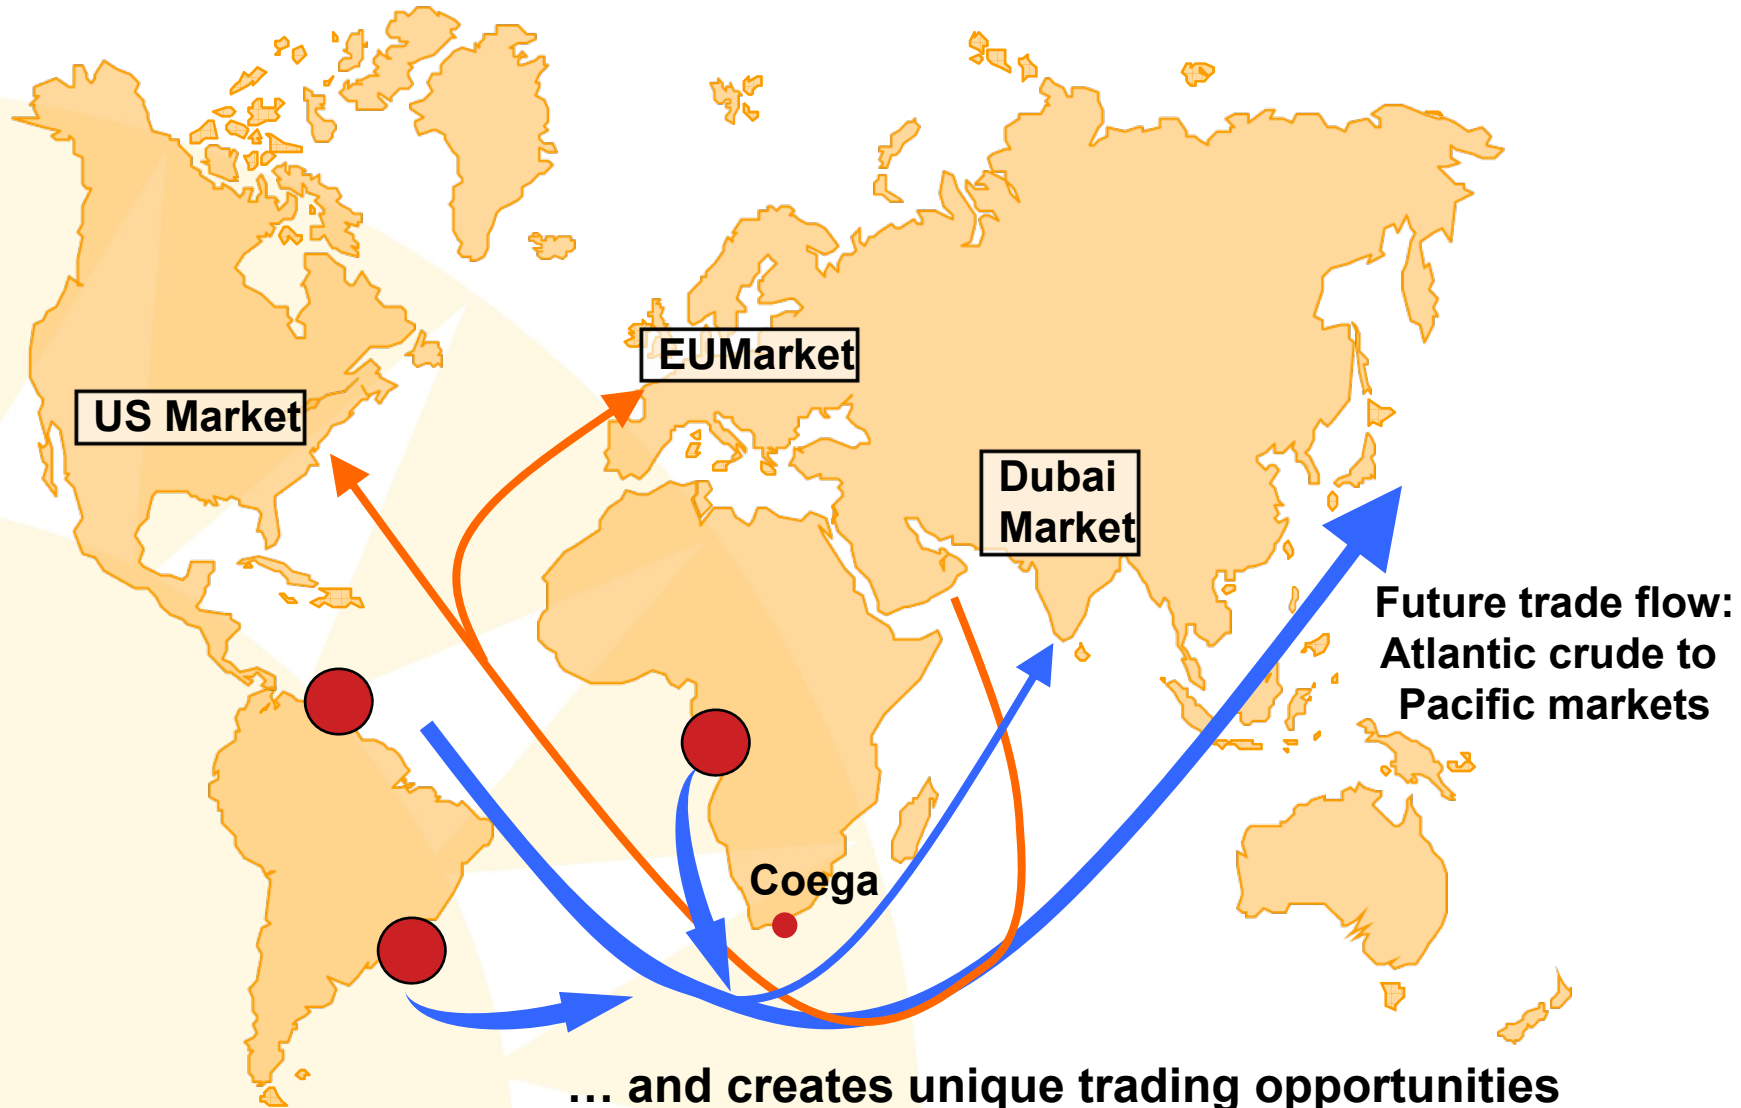 EUMarket
US Market
Dubai
Market
Future trade flow:
Atlantic crude to
Pacific markets
Coega
... and creates unique trading opportunities